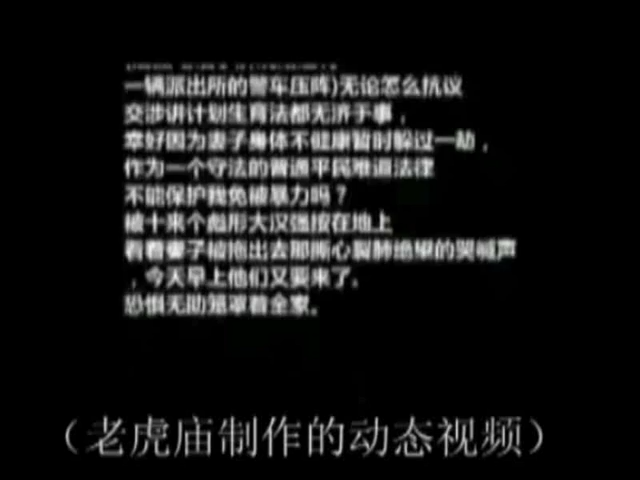 一辆派出所的警车压阵)无论怎么抗议
交涉讲计划生育法都无济于事，
幸好因为妻子身体不健康暂时躲过一劫，
作为一个守法的普通平民难道法律
不能保护我免被暴力吗？
被十来个彪形大汉强按在地上
看着妻子被拖出去那撕心裂肺绝望的哭喊声
，今天早上他们又要来了。
恐惧无助笼罩着全家。
（老虎庙制作的动态视频）